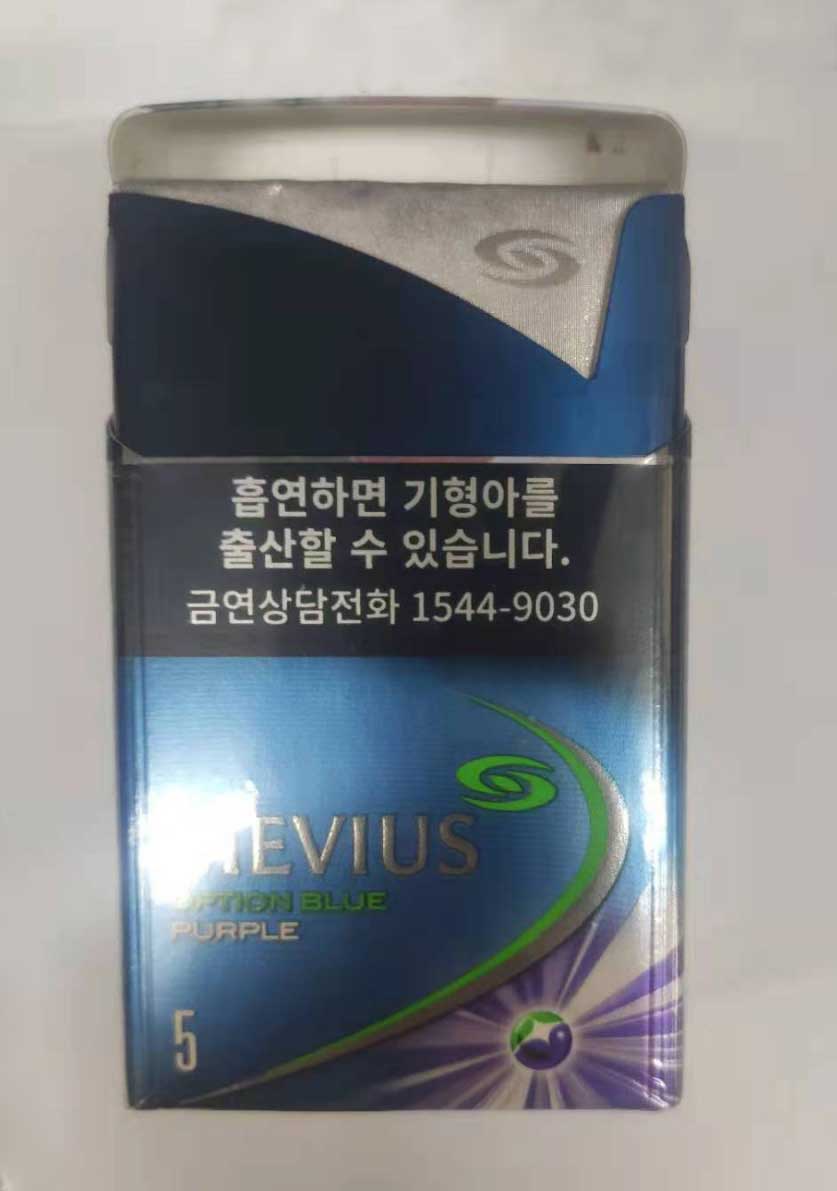 흡연하면 기형아를
출산할 수 있습니다.
금연상담전화 1544-9030
MEVIUS
OPTION BLUE
PURPLE
5